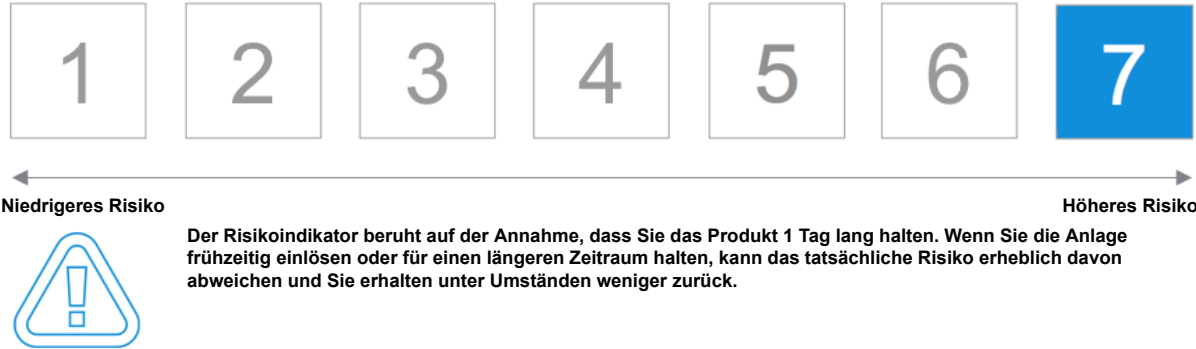 1 2 3 4 5 6 7
Niedrigeres Risiko Höheres Risiko
Der Risikoindikator beruht auf der Annahme, dass Sie das Produkt 1 Tag lang halten. Wenn Sie die Anlage
frühzeitig einlösen oder für einen längeren Zeitraum halten, kann das tatsächliche Risiko erheblich davon
abweichen und Sie erhalten unter Umständen weniger zurück.